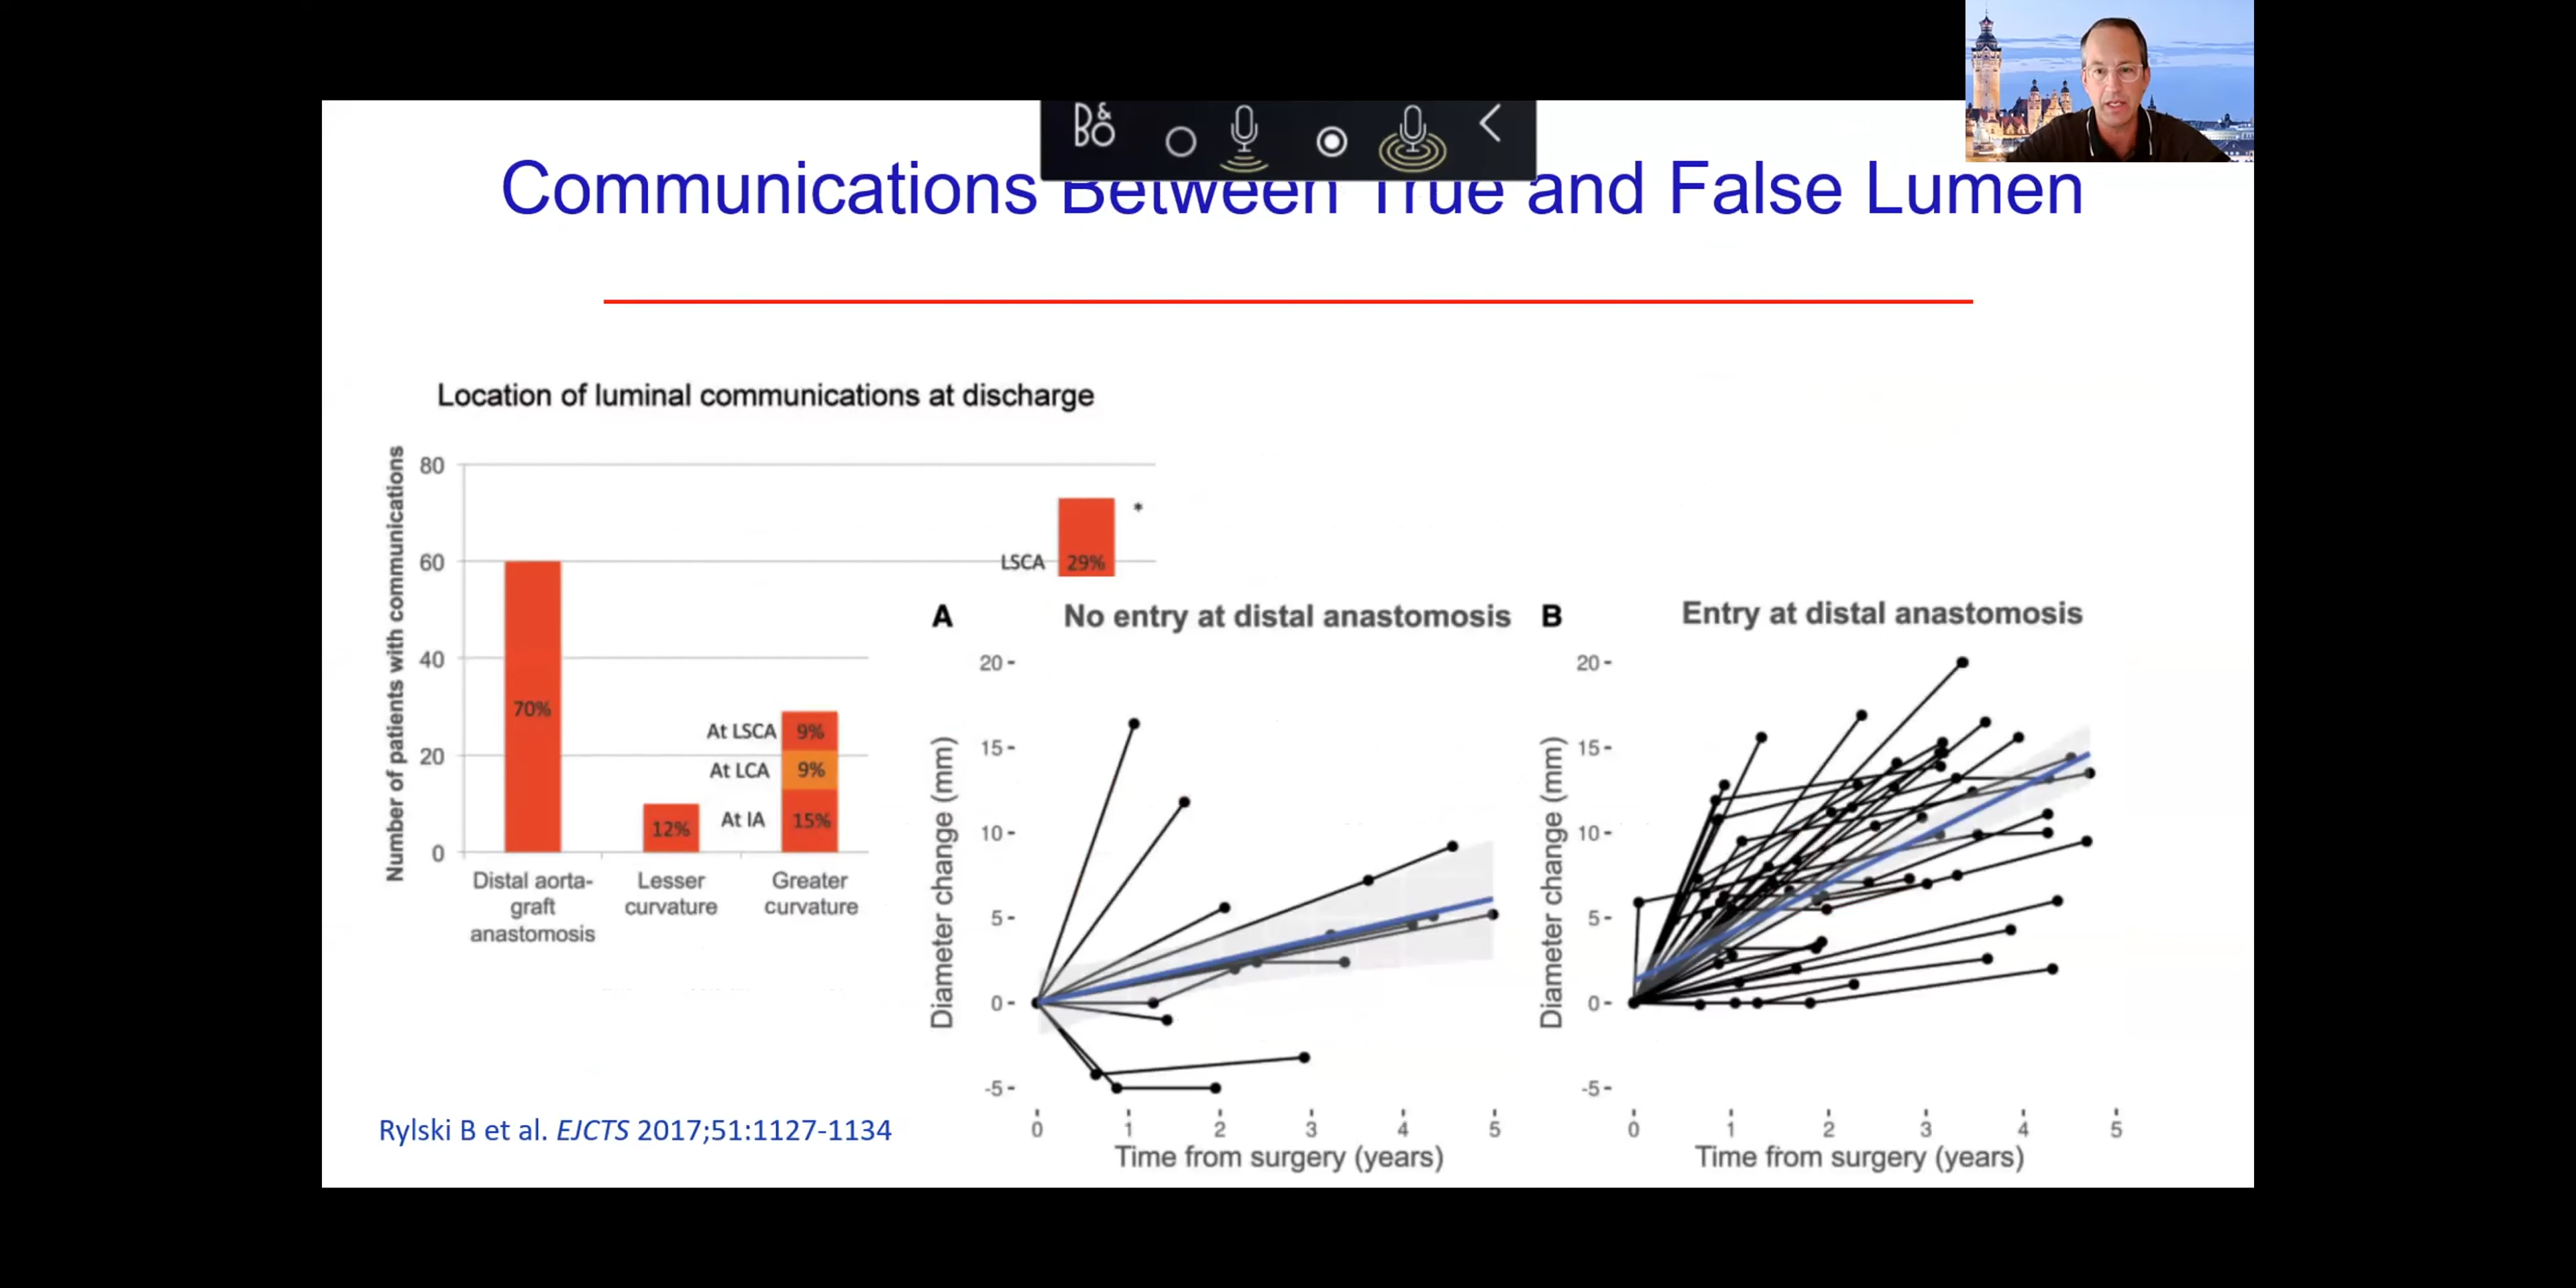 B&O
Communications Between True and False Lumen
Location of luminal communications at discharge
Number of patients with communications
80
60
40
20
0
70%
12%
At LSCA 9%
At LCA 9%
At IA 15%
LSCA 29%
*
Distal aorta-
graft
anastomosis
Lesser
curvature
Greater
curvature
A No entry at distal anastomosis
Diameter change (mm)
20
15
10
5
0
-5
0 1 2 3 4 5
Time from surgery (years)
B Entry at distal anastomosis
Diameter change (mm)
20
15
10
5
0
-5
0 1 2 3 4 5
Time from surgery (years)
Rylski B et al. EJCTS 2017;51:1127-1134